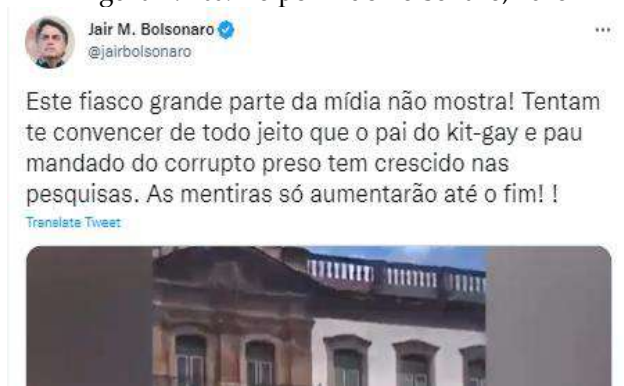 Jair M. Bolsonaro
@jairbolsonaro
Este fiasco grande parte da mídia não mostra! Tentam
te convencer de todo jeito que o pai do kit-gay e pau
mandado do corrupto preso tem crescido nas
pesquisas. As mentiras só aumentarão até o fim! !
Translate Tweet